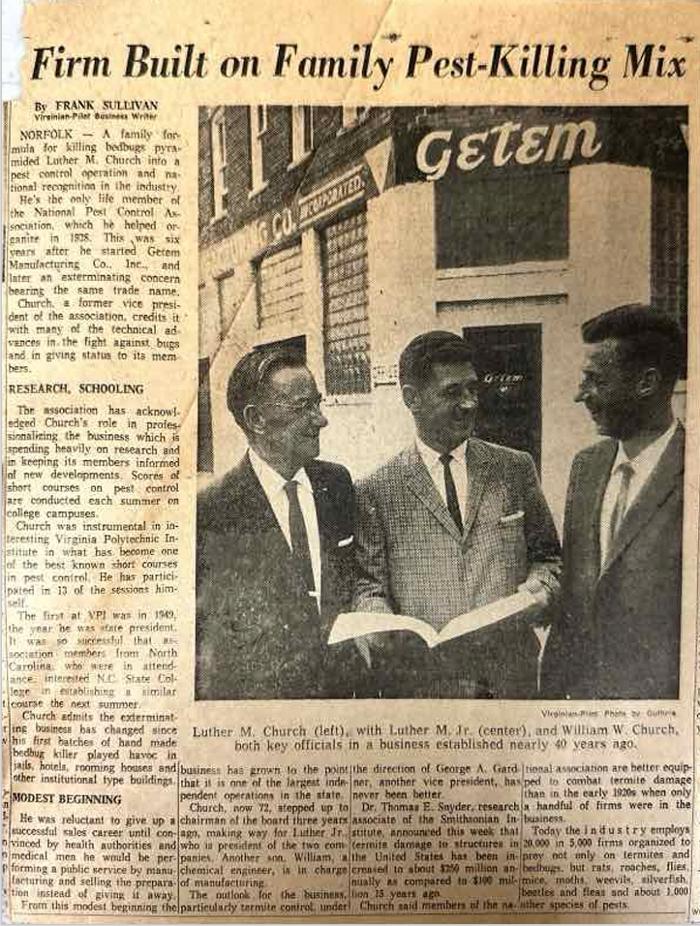 Firm Built on Family Pest-Killing Mix
By FRANK SULLIVAN
Virginian-Pilot Business Writer
NORFOLK — A family for-
mula for killing bedbugs pyra-
mided Luther M. Church into a
pest control operation and na-
tional recognition in the industry.
He's the only life member of
the National Pest Control As-
sociation, which he helped or-
ganize in 1928. This was six
years after he started Getem
Manufacturing Co., Inc., and
later an exterminating concern
bearing the same trade name.
Church, a former vice presi-
dent of the association, credits it
with many of the technical ad-
vances in the fight against bugs
and in giving status to its mem-
bers.
RESEARCH, SCHOOLING
The association has acknowl-
edged Church's role in profes-
sionalizing the business which is
spending heavily on research and
in keeping its members informed
of new developments. Scores of
short courses on pest control
are conducted each summer on
college campuses.
Church was instrumental in in-
teresting Virginia Polytechnic In-
stitute in what has become one
of the best known short courses
in pest control. He has partici-
pated in 13 of the sessions him-
self.
The first at VPI was in 1949,
the year he was state president.
It was so successful that as-
sociation members from North
Carolina, who were in attend-
ance, interested N.C. State Col-
lege in establishing a similar
course the next summer.
Church admits the exterminat-
ing business has changed since
his first batches of hand made
bedbug killer played havoc in
jails, hotels, rooming houses and
other institutional type buildings.
MODEST BEGINNING
He was reluctant to give up a
successful sales career until con-
vinced by health authorities and
medical men he would be per-
forming a public service by manu-
facturing and selling the prepara-
tion instead of giving it away.
From this modest beginning the
GETEM
G CO. INCORPORATED.
OFFICE
Getem
Virginian-Pilot Photo by Guthrie
Luther M. Church (left), with Luther M. Jr. (center), and William W. Church,
both key officials in a business established nearly 40 years ago.
business has grown to the point
that it is one of the largest inde-
pendent operations in the state.
Church, now 72, stepped up to
chairman of the board three years
ago, making way for Luther Jr.,
who is president of the two com-
panies. Another son, William, a
chemical engineer, is in charge
of manufacturing.
The outlook for the business,
particularly termite control, under
the direction of George A. Gard-
ner, another vice president, has
never been better.
Dr. Thomas E. Snyder, research
associate of the Smithsonian In-
stitute, announced this week that
termite damage to structures in
the United States has been in-
creased to about $250 million an-
nually as compared to $100 mil-
lion 15 years ago.
Church said members of the na-
tional association are better equip-
ped to combat termite damage
than in the early 1920s when only
a handful of firms were in the
business.
Today the industry employs
20,000 in 5,000 firms organized to
prey not only on termites and
bedbugs, but rats, roaches, flies,
mice, moths, weevils, silverfish,
beetles and fleas and about 1,000
other species of pests.